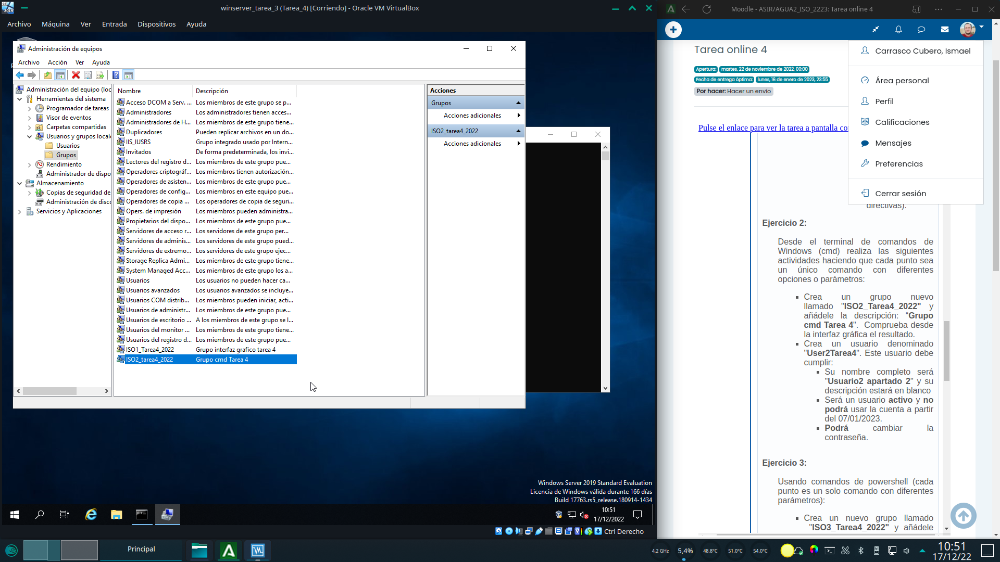 winserver_tarea_3 (Tarea_4) [Corriendo] - Oracle VM VirtualBox
Archivo Máquina Ver Entrada Dispositivos Ayuda
Administración de equipos
Archivo Acción Ver Ayuda
Administración del equipo (loc
Herramientas del sistema
Programador de tareas
Visor de eventos
Carpetas compartidas
Usuarios y grupos locale
Usuarios
Grupos
Rendimiento
Administrador de dispo
Almacenamiento
Copias de seguridad de
Administración de disco
Servicios y Aplicaciones
Nombre Descripción
Acceso DCOM a Serv. ... Los miembros de este grupo se p...
Administradores Los administradores tienen acces...
Administradores de H... Los miembros de este grupo tiene...
Duplicadores Pueden replicar archivos en un do...
IIS_IUSRS Grupo integrado usado por Intern...
Invitados De forma predeterminada, los invi...
Lectores del registro d... Los miembros de este grupo pue...
Operadores criptográf... Los miembros tienen autorización...
Operadores de asisten... Los miembros de este grupo pue...
Operadores de config... Los miembros en este equipo pue...
Operadores de copia ... Los operadores de copia de seguri...
Opers. de impresión Los miembros pueden administra...
Propietarios del dispo... Los miembros de este grupo pue...
Servidores de acceso r... Los servidores de este grupo per...
Servidores de adminis... Los servidores de este grupo pued...
Servidores de extremo... Los servidores de este grupo ejec...
Storage Replica Admi... Los miembros de este grupo tiene...
System Managed Acc... Los miembros de este grupo los a...
Usuarios Los usuarios no pueden hacer ca...
Usuarios avanzados Los usuarios avanzados se incluye...
Usuarios COM distrib... Los miembros pueden iniciar, acti...
Usuarios de administr... Los miembros de este grupo pue...
Usuarios de escritorio ... A los miembros de este grupo se l...
Usuarios del monitor ... Los miembros de este grupo tiene...
Usuarios del registro d... Los miembros de este grupo pue...
ISO1_Tarea4_2022 Grupo interfaz grafico tarea 4
ISO2_tarea4_2022 Grupo cmd Tarea 4
Acciones
Grupos
Acciones adicionales
ISO2_tarea4_2022
Acciones adicionales
Windows Server 2019 Standard Evaluation
Licencia de Windows válida durante 166 días
Build 17763.rs5_release.180914-1434
10:51
17/12/2022
Ctrl Derecho
Moodle - ASIR/AGUA2_ISO_2223: Tarea online 4
Tarea online 4
Apertura: martes, 22 de noviembre de 2022, 00:00
Fecha de entrega óptima: lunes, 16 de enero de 2023, 23:55
Por hacer: Hacer un envío
Pulse el enlace para ver la tarea a pantalla co
Carrasco Cubero, Ismael
Área personal
Perfil
Calificaciones
Mensajes
Preferencias
Cerrar sesión
directivas).
Ejercicio 2:
Desde el terminal de comandos de
Windows (cmd) realiza las siguientes
actividades haciendo que cada punto sea
un único comando con diferentes
opciones o parámetros:
Crea un grupo nuevo
llamado "ISO2_Tarea4_2022" y
añádele la descripción: “Grupo
cmd Tarea 4". Comprueba desde
la interfaz gráfica el resultado.
Crea un usuario denominado
"User2Tarea4". Este usuario debe
cumplir:
Su nombre completo será
"Usuario2 apartado 2" y su
descripción estará en blanco
Será un usuario activo y no
podrá usar la cuenta a partir
del 07/01/2023.
Podrá cambiar la
contraseña.
Ejercicio 3:
Usando comandos de powershell (cada
punto es un solo comando con diferentes
parámetros):
Crea un nuevo grupo llamado
"ISO3_Tarea4_2022" y añádele
Principal
4,2 GHz 5,4% 48,8°C 51,0°C 54,0°C
10:51
17/12/22